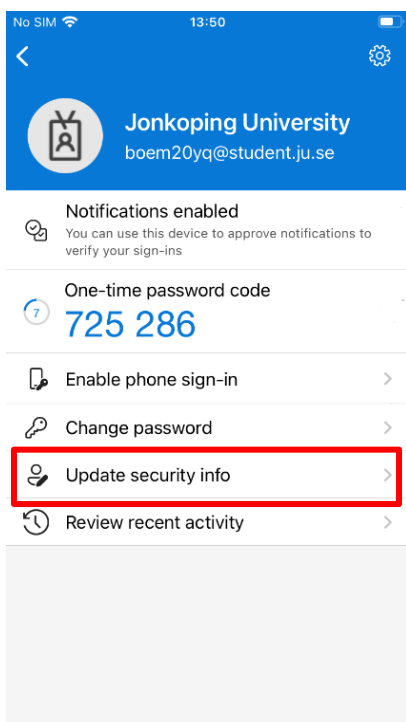 No SIM 13:50
Jonkoping University
boem20yq@student.ju.se
Notifications enabled
You can use this device to approve notifications to
verify your sign-ins
One-time password code
7
725 286
Enable phone sign-in
Change password
Update security info
Review recent activity